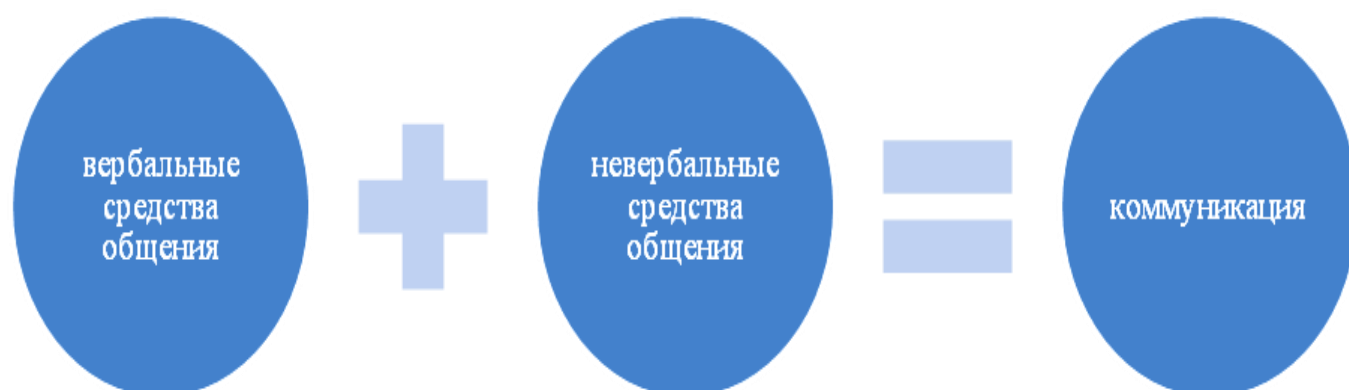 вербальные
средства
общения
невербальные
средства
общения
коммуникация